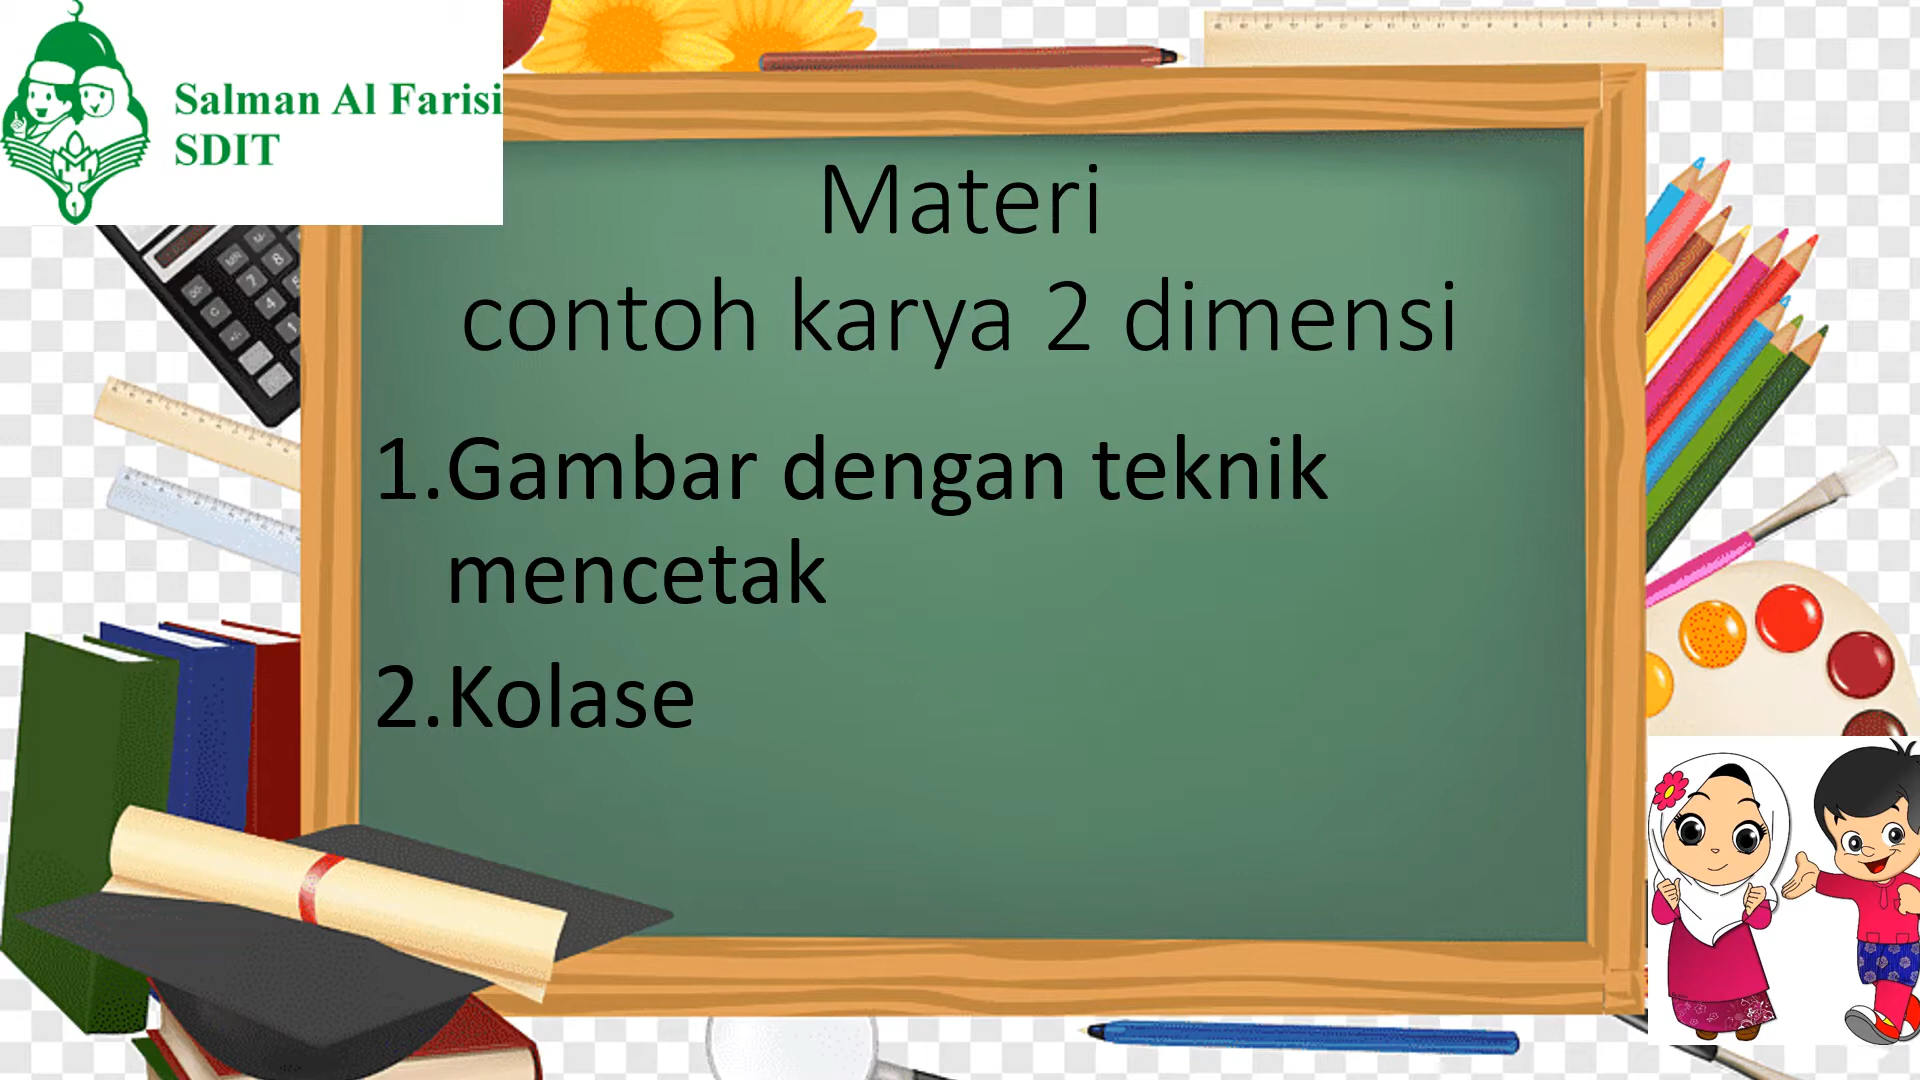 Salman Al Farisi
SDIT
Materi
contoh karya 2 dimensi
1.Gambar dengan teknik
mencetak
2.Kolase